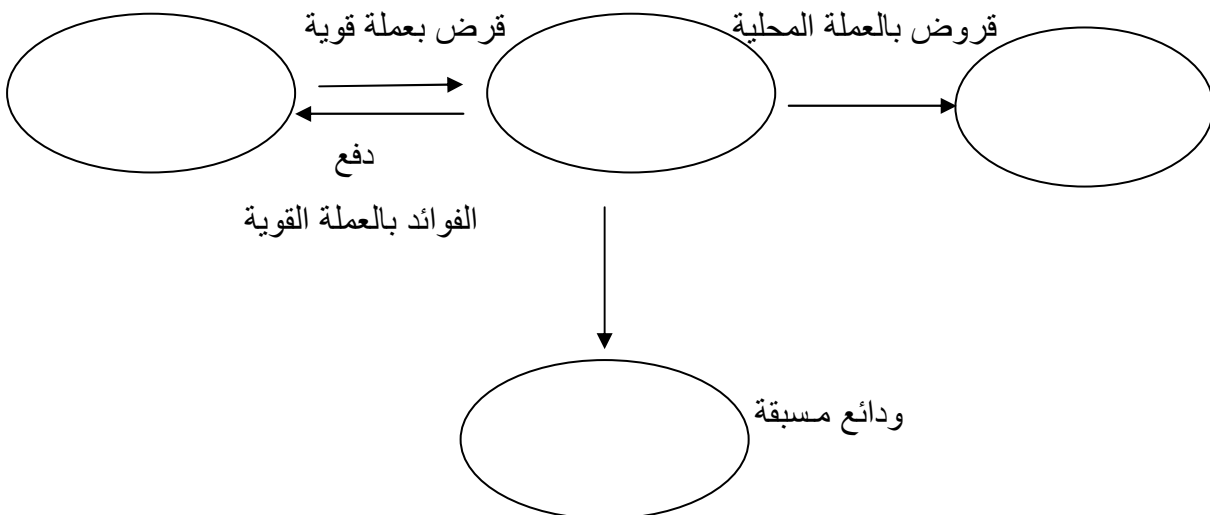 قروض بالعملة المحلية
قرض بعملة قوية
دفع
الفوائد بالعملة القوية
ودائع مسبقة